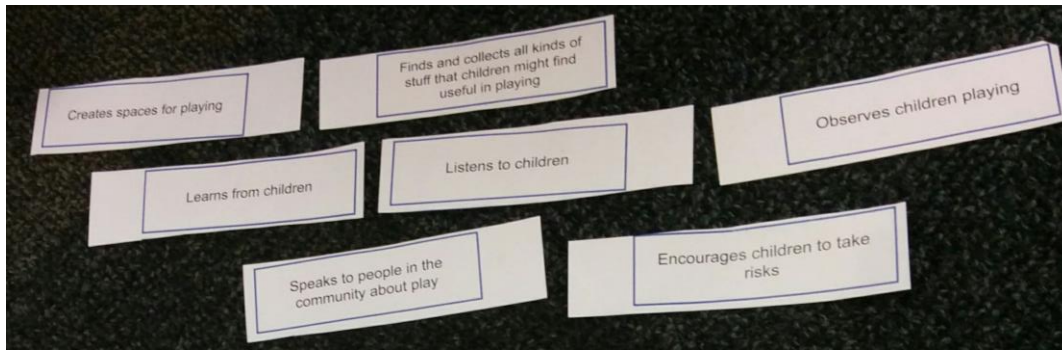 Creates spaces for playing
Finds and collects all kinds of
stuff that children might find
useful in playing
Observes children playing
Learns from children
Listens to children
Speaks to people in the
community about play
Encourages children to take
risks